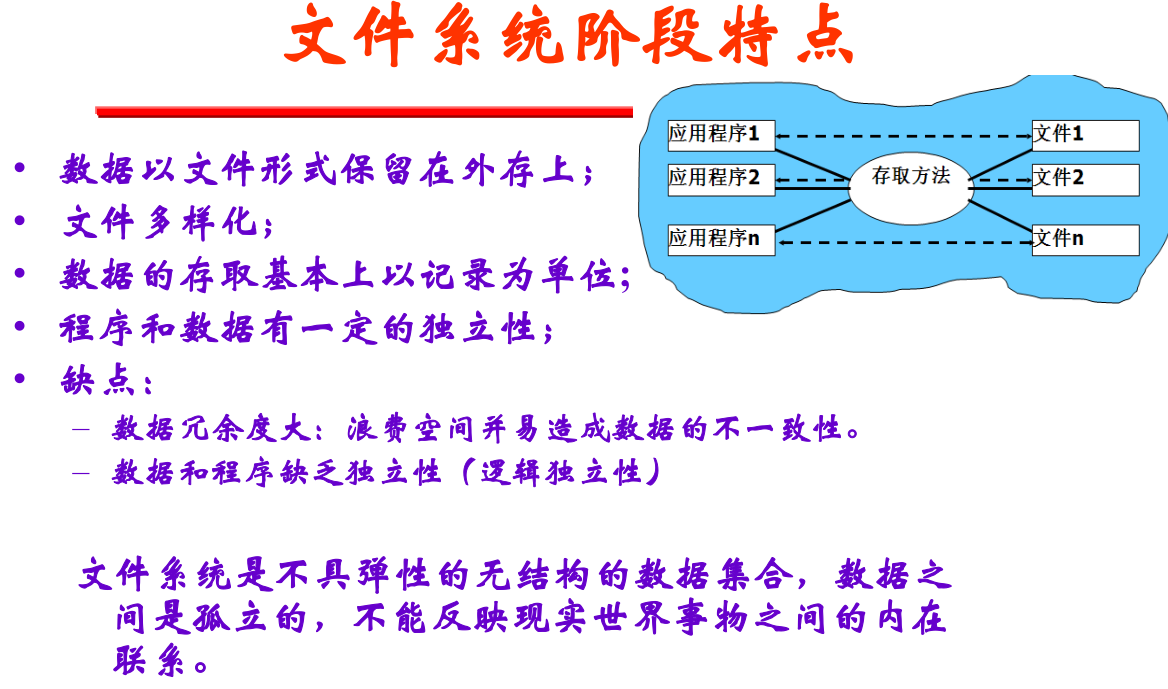 文件系统阶段特点
应用程序1
文件1
应用程序2
存取方法
文件2
应用程序n
文件n
• 数据以文件形式保留在外存上；
• 文件多样化；
• 数据的存取基本上以记录为单位；
• 程序和数据有一定的独立性；
• 缺点：
– 数据冗余度大：浪费空间并易造成数据的不一致性。
– 数据和程序缺乏独立性（逻辑独立性）
文件系统是不具弹性的无结构的数据集合，数据之
间是孤立的，不能反映现实世界事物之间的内在
联系。